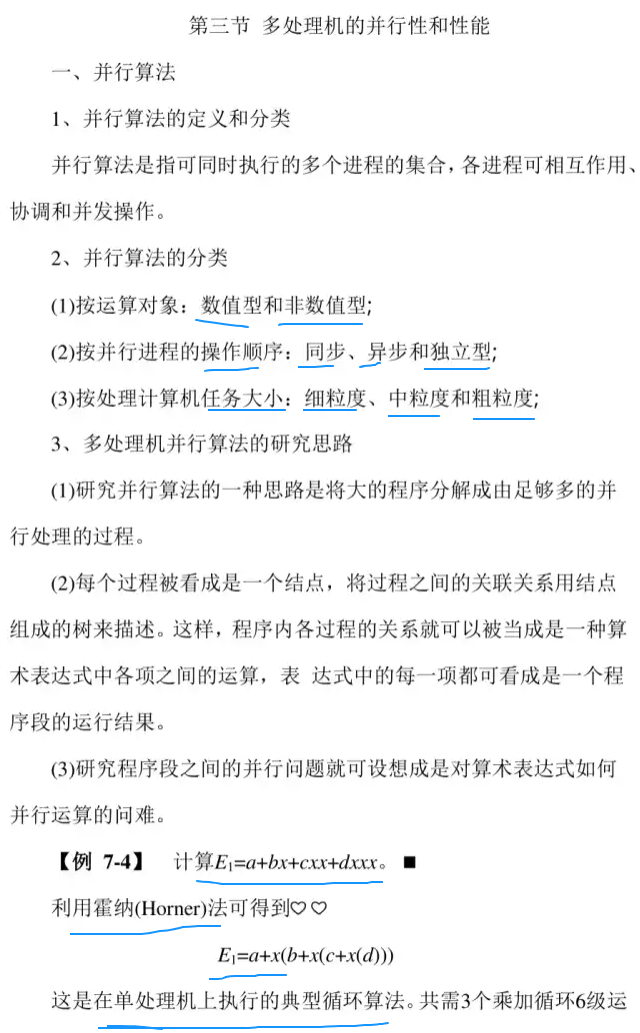 第三节 多处理机的并行性和性能
一、并行算法
1、并行算法的定义和分类
并行算法是指可同时执行的多个进程的集合，各进程可相互作用、
协调和并发操作。
2、并行算法的分类
(1)按运算对象：数值型和非数值型;
(2)按并行进程的操作顺序：同步、异步和独立型;
(3)按处理计算机任务大小：细粒度、中粒度和粗粒度;
3、多处理机并行算法的研究思路
(1)研究并行算法的一种思路是将大的程序分解成由足够多的并
行处理的过程。
(2)每个过程被看成是一个结点，将过程之间的关联关系用结点
组成的树来描述。这样，程序内各过程的关系就可以被当成是一种算
术表达式中各项之间的运算，表 达式中的每一项都可看成是一个程
序段的运行结果。
(3)研究程序段之间的并行问题就可设想成是对算术表达式如何
并行运算的问难。
【例 7-4】 计算E₁=a+bx+cxx+dxxx。 ■
利用霍纳(Horner)法可得到♡♡
E₁=a+x(b+x(c+x(d)))
这是在单处理机上执行的典型循环算法。共需3个乘加循环6级运